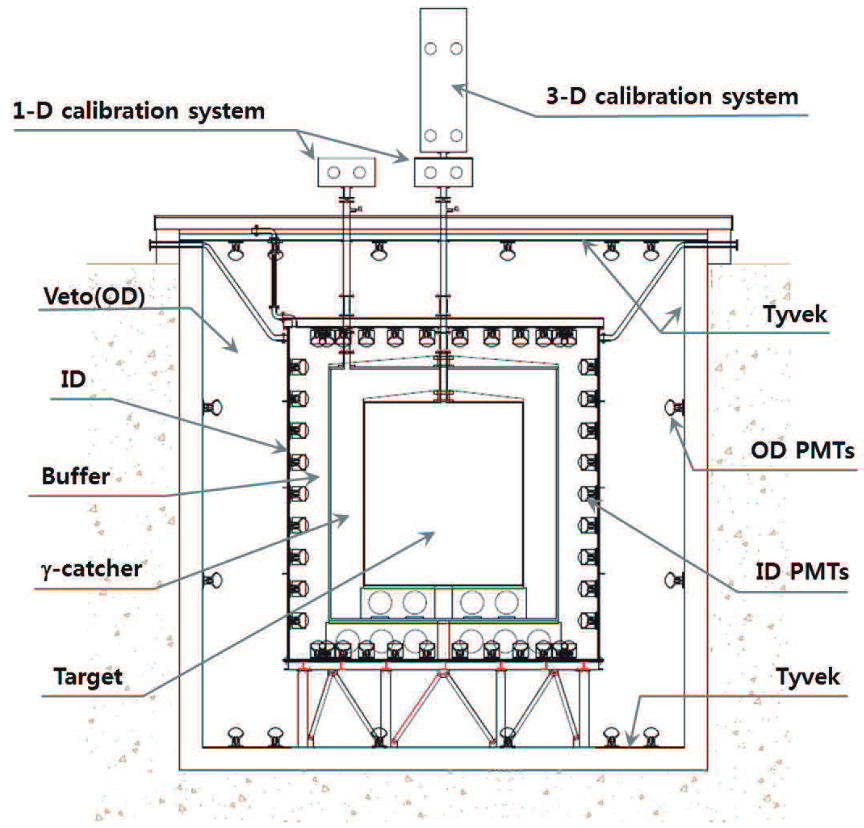 1-D calibration system
3-D calibration system
Veto(OD)
Tyvek
ID
OD PMTs
Buffer
γ-catcher
ID PMTs
Target
Tyvek